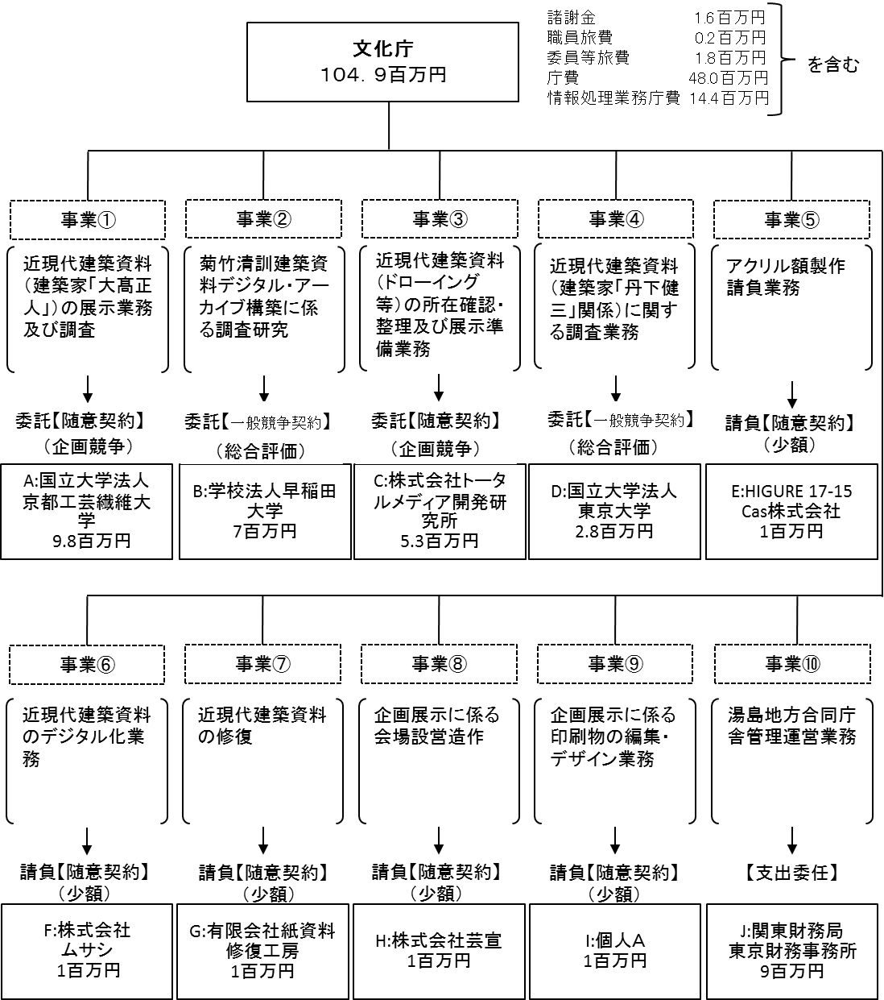 文化庁
104．9百万円
諸謝金 1.6百万円
職員旅費 0.2百万円
委員等旅費 1.8百万円
庁費 48.0百万円
情報処理業務庁費 14.4百万円
を含む
事業①
近現代建築資料
（建築家「大髙正
人」）の展示業務
及び調査
委託【随意契約】
（企画競争）
A:国立大学法人
京都工芸繊維大
学
9.8百万円
事業②
菊竹清訓建築資
料デジタル・アー
カイブ構築に係
る調査研究
委託【一般競争契約】
（総合評価）
B:学校法人早稲田
大学
7百万円
事業③
近現代建築資料
（ドローイング
等）の所在確認・
整理及び展示準
備業務
委託【随意契約】
（企画競争）
C:株式会社トータ
ルメディア開発研
究所
5.3百万円
事業④
近現代建築資料
（建築家「丹下健
三」関係）に関す
る調査業務
委託【一般競争契約】
（総合評価）
D:国立大学法人
東京大学
2.8百万円
事業⑤
アクリル額製作
請負業務
請負【随意契約】
（少額）
E:HIGURE 17-15
Cas株式会社
1百万円
事業⑥
近現代建築資料
のデジタル化業
務
請負【随意契約】
（少額）
F:株式会社
ムサシ
1百万円
事業⑦
近現代建築資料
の修復
請負【随意契約】
（少額）
G:有限会社紙資料
修復工房
1百万円
事業⑧
企画展示に係る
会場設営造作
請負【随意契約】
（少額）
H:株式会社芸宣
1百万円
事業⑨
企画展示に係る
印刷物の編集・
デザイン業務
請負【随意契約】
（少額）
I:個人Ａ
1百万円
事業⑩
湯島地方合同庁
舎管理運営業務
【支出委任】
J:関東財務局
東京財務事務所
9百万円